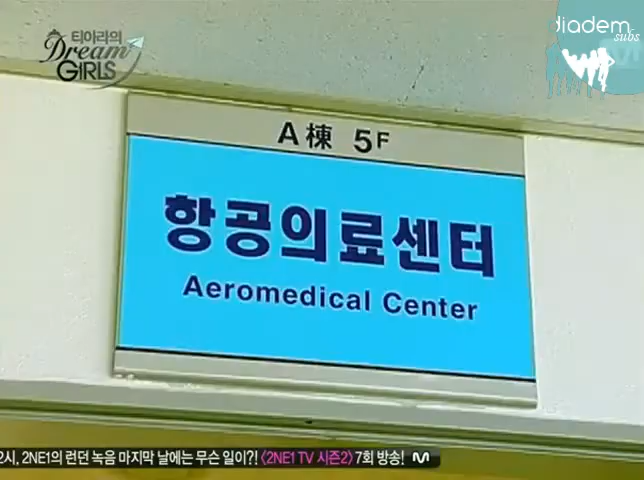 티아라의
Dream
GIRLS
diadem
subs
A棟 5F
항공의료센터
Aeromedical Center
2시, 2NE1의 런던 녹음 마지막 날에는 무슨 일이?! 〈2NE1 TV 시즌2〉 7회 방송!